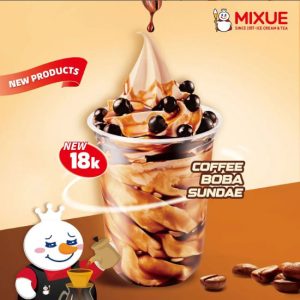 MIXUE
SINCE 1997 · ICE CREAM & TEA
NEW PRODUCTS
NEW
18k
COFFEE
BOBA
SUNDAE